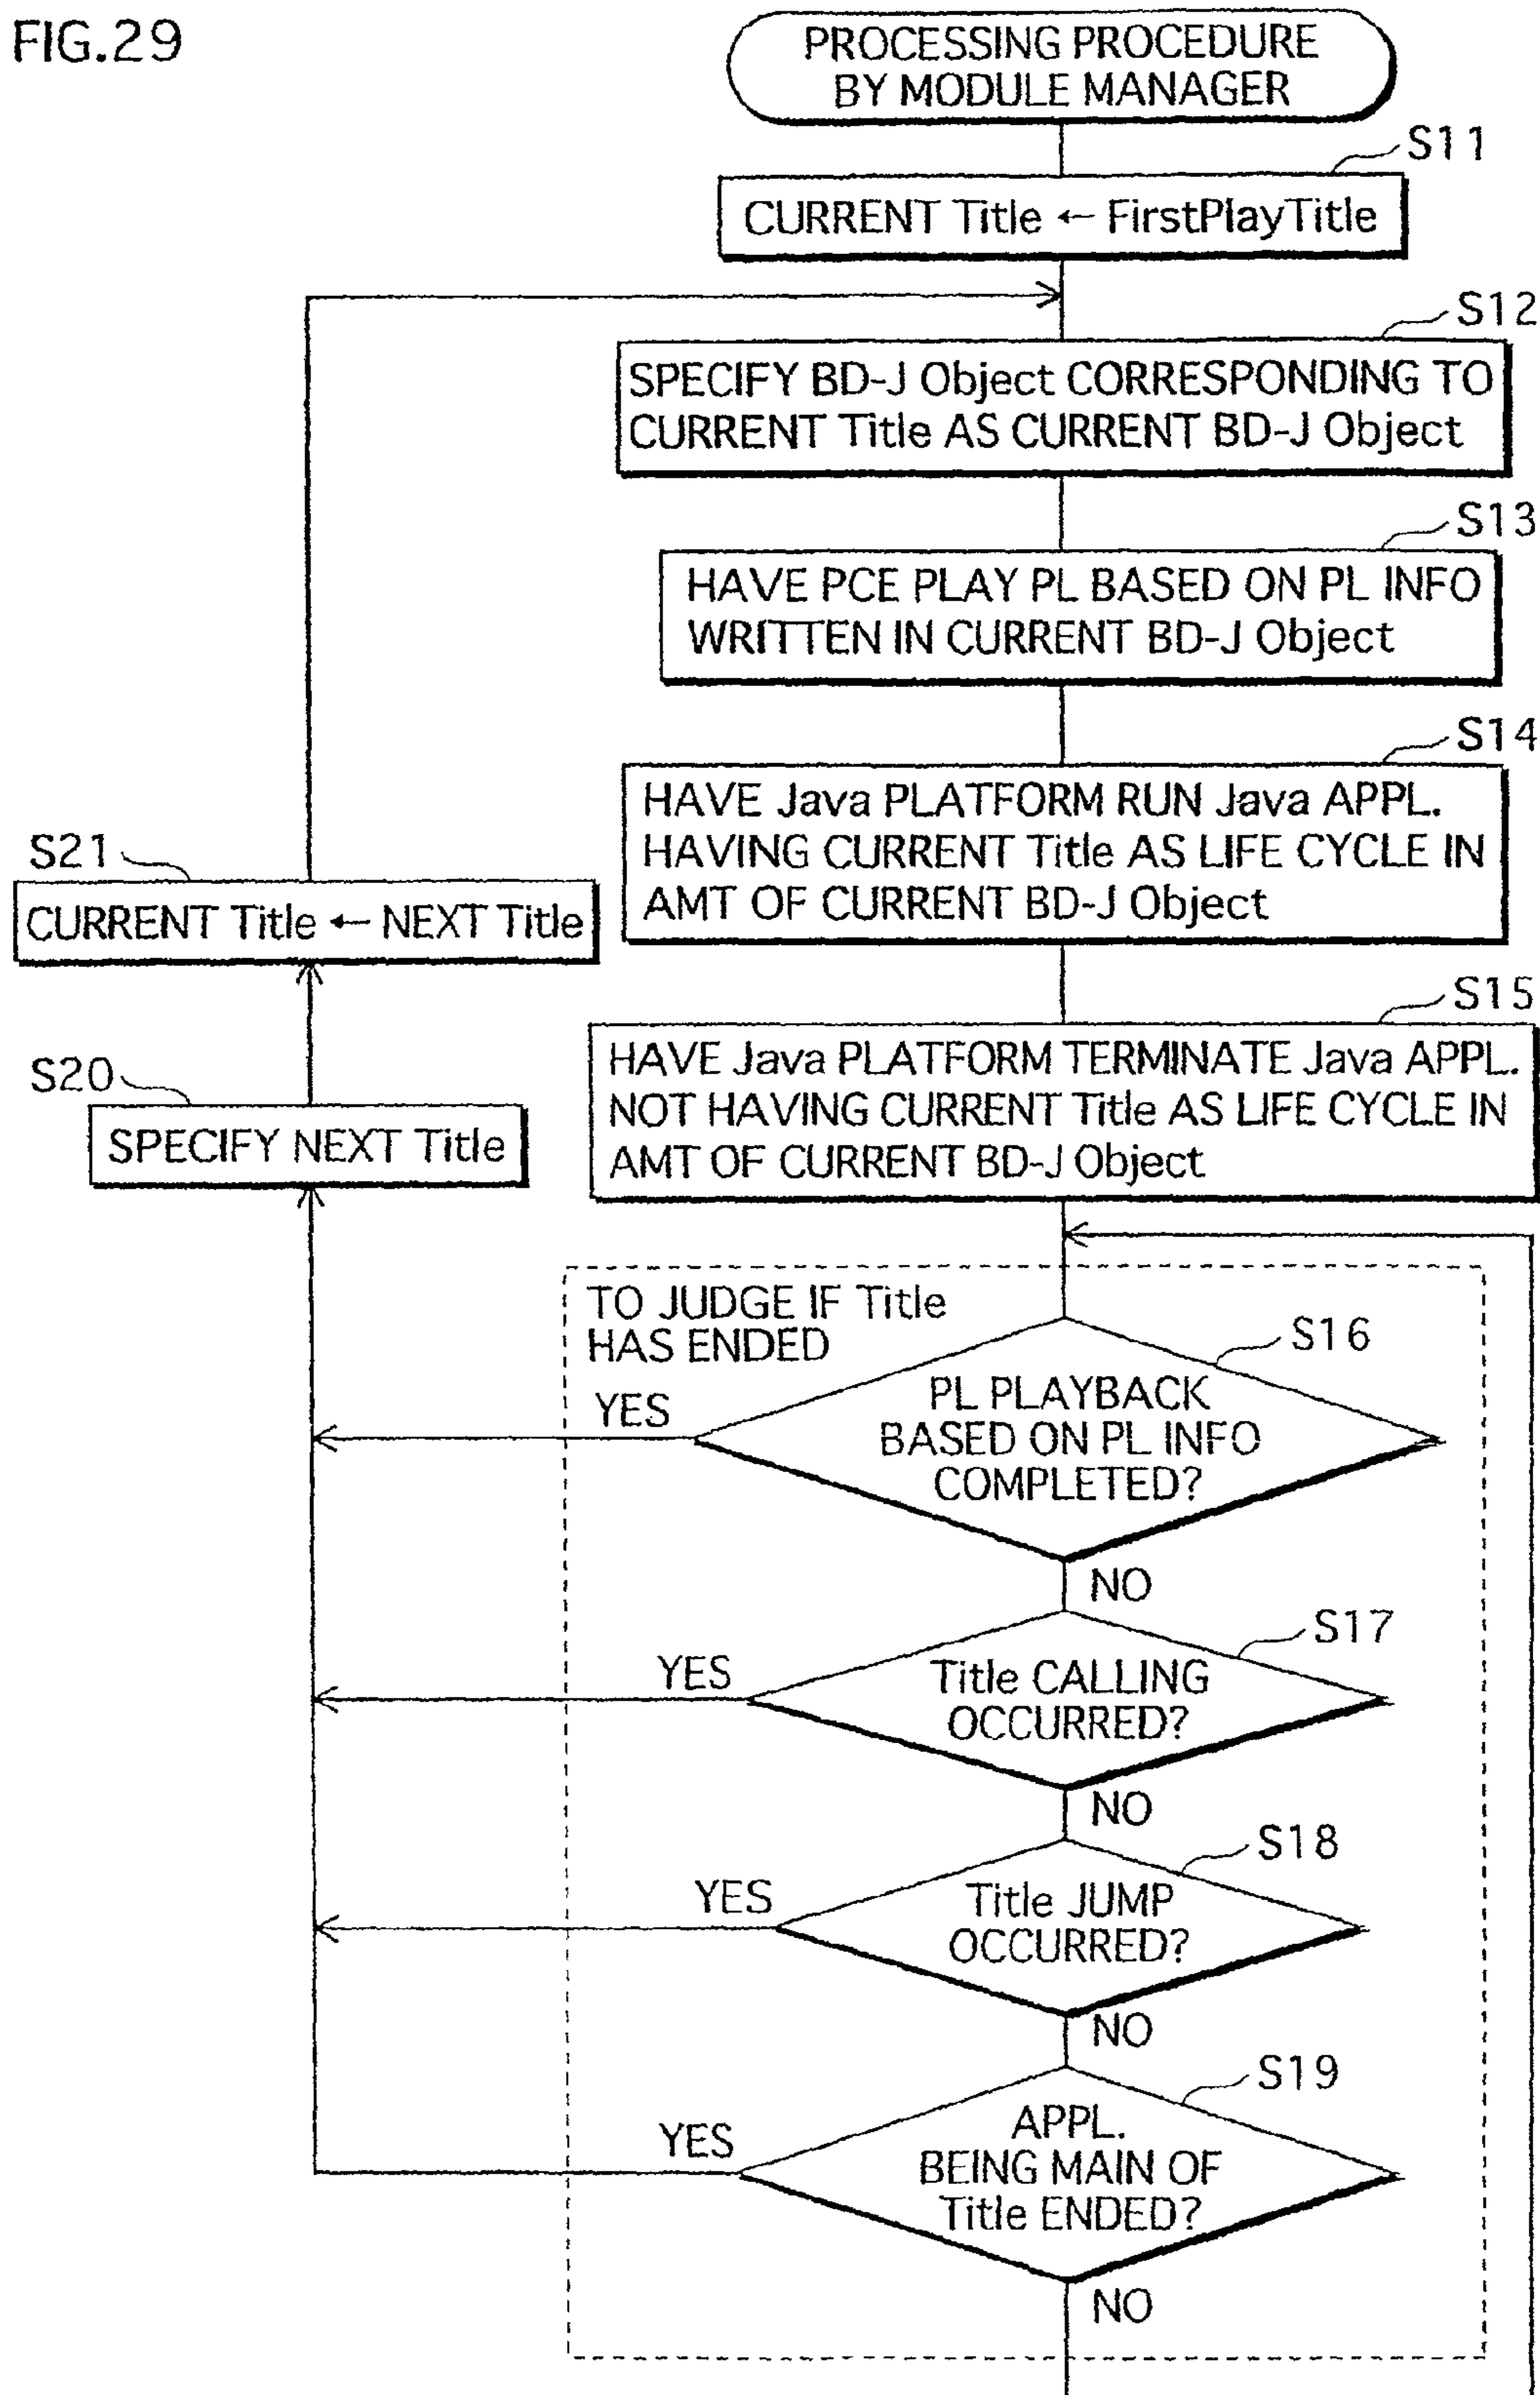 FIG.29
PROCESSING PROCEDURE
BY MODULE MANAGER
S11
CURRENT Title ← FirstPlayTitle
S12
SPECIFY BD-J Object CORRESPONDING TO
CURRENT Title AS CURRENT BD-J Object
S13
HAVE PCE PLAY PL BASED ON PL INFO
WRITTEN IN CURRENT BD-J Object
S14
HAVE Java PLATFORM RUN Java APPL.
HAVING CURRENT Title AS LIFE CYCLE IN
AMT OF CURRENT BD-J Object
S21
CURRENT Title ← NEXT Title
S15
HAVE Java PLATFORM TERMINATE Java APPL.
NOT HAVING CURRENT Title AS LIFE CYCLE IN
AMT OF CURRENT BD-J Object
S20
SPECIFY NEXT Title
TO JUDGE IF Title
HAS ENDED
S16
PL PLAYBACK
BASED ON PL INFO
COMPLETED?
YES
NO
S17
Title CALLING
OCCURRED?
YES
NO
S18
Title JUMP
OCCURRED?
YES
NO
S19
APPL.
BEING MAIN OF
Title ENDED?
YES
NO